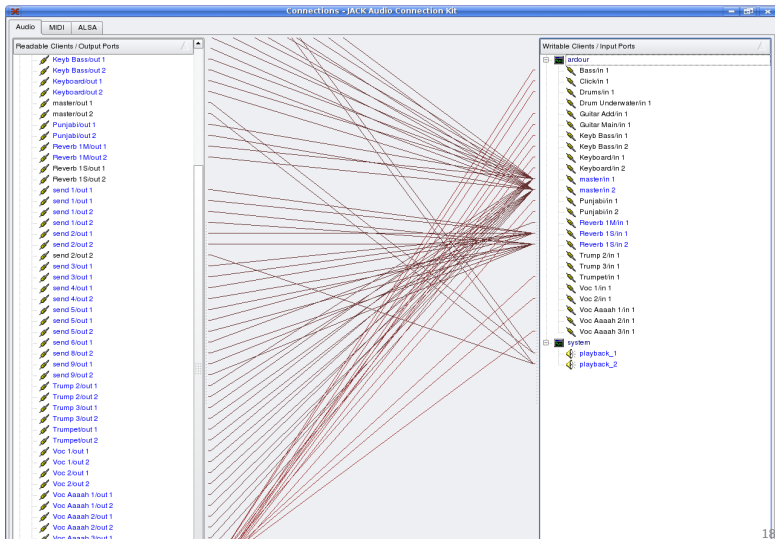 Connections - JACK Audio Connection Kit
Audio
MIDI
ALSA
Readable Clients / Output Ports
Keyb Bass/out 1
Keyb Bass/out 2
Keyboard/out 1
Keyboard/out 2
master/out 1
master/out 2
Punjabi/out 1
Punjabi/out 2
Reverb 1M/out 1
Reverb 1M/out 2
Reverb 1S/out 1
Reverb 1S/out 2
send 1/out 1
send 1/out 1
send 1/out 2
send 1/out 2
send 2/out 1
send 2/out 2
send 2/out 2
send 3/out 1
send 3/out 1
send 4/out 1
send 4/out 2
send 5/out 1
send 5/out 1
send 5/out 2
send 6/out 1
send 8/out 2
send 9/out 1
send 9/out 2
Trump 2/out 1
Trump 2/out 2
Trump 3/out 1
Trump 3/out 2
Trumpet/out 1
Trumpet/out 2
Voc 1/out 1
Voc 1/out 2
Voc 2/out 1
Voc 2/out 2
Voc Aaaah 1/out 1
Voc Aaaah 1/out 2
Voc Aaaah 2/out 1
Voc Aaaah 2/out 2
Voc Aaaah 3/out 1
Writable Clients / Input Ports
ardour
Bass/in 1
Click/in 1
Drums/in 1
Drum Underwater/in 1
Guitar Add/in 1
Guitar Main/in 1
Keyb Bass/in 1
Keyb Bass/in 2
Keyboard/in 1
Keyboard/in 2
master/in 1
master/in 2
Punjabi/in 1
Punjabi/in 2
Reverb 1M/in 1
Reverb 1S/in 1
Reverb 1S/in 2
Trump 2/in 1
Trump 3/in 1
Trumpet/in 1
Voc 1/in 1
Voc 2/in 1
Voc Aaaah 1/in 1
Voc Aaaah 2/in 1
Voc Aaaah 3/in 1
system
playback_1
playback_2
18